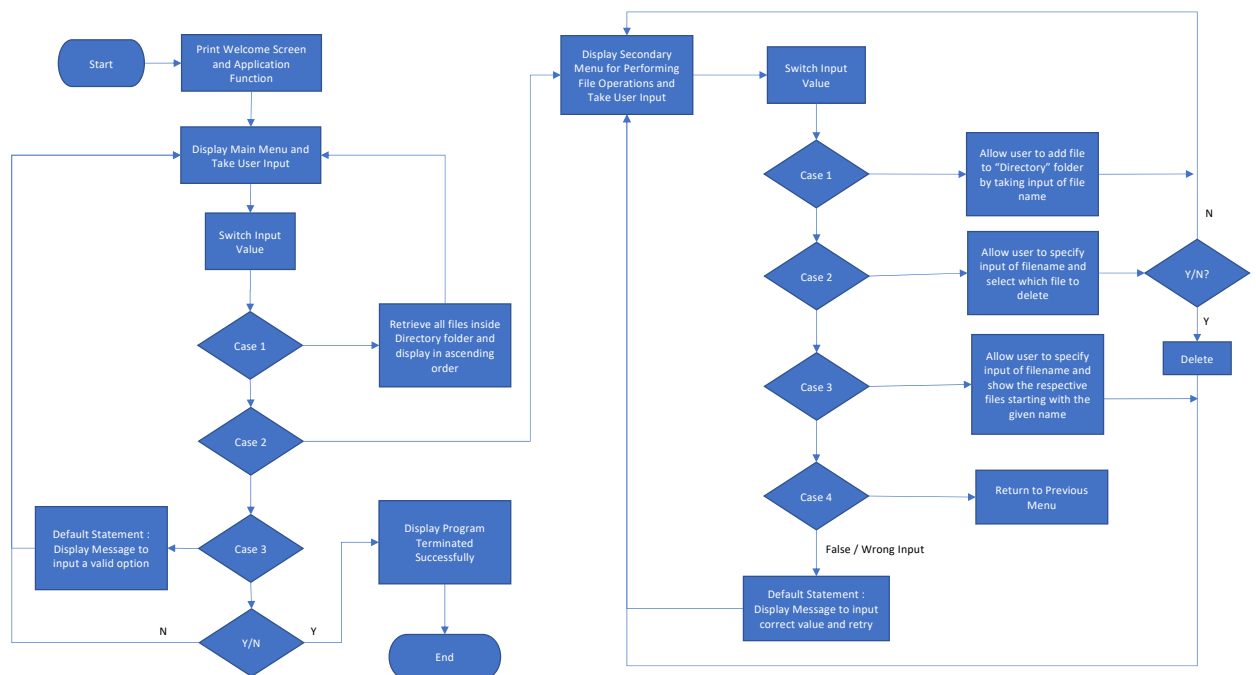 Start
Print Welcome Screen
and Application
Function
Display Main Menu and
Take User Input
Switch Input
Value
Case 1
Retrieve all files inside
Directory folder and
display in ascending
order
Case 2
Case 3
Default Statement :
Display Message to
input a valid option
Y/N
N
Y
Display Program
Terminated
Successfully
End
Display Secondary
Menu for Performing
File Operations and
Take User Input
Switch Input
Value
Case 1
Allow user to add file
to “Directory” folder
by taking input of file
name
Case 2
Allow user to specify
input of filename and
select which file to
delete
N
Y/N?
Y
Delete
Case 3
Allow user to specify
input of filename and
show the respective
files starting with the
given name
Case 4
Return to Previous
Menu
False / Wrong Input
Default Statement :
Display Message to input
correct value and retry